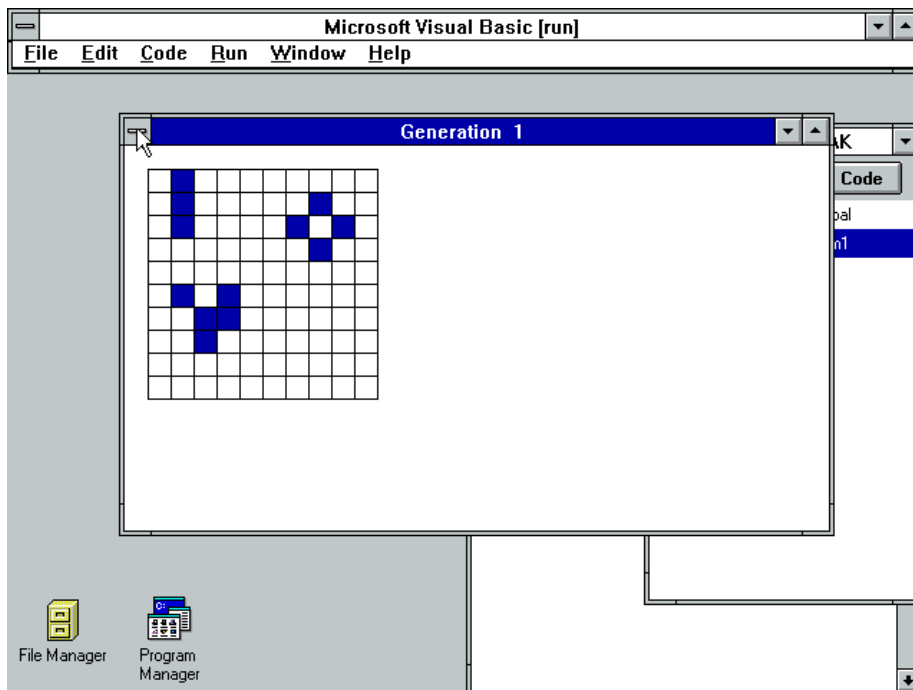 Microsoft Visual Basic [run]
File Edit Code Run Window Help
Generation 1
Code
File Manager
Program
Manager